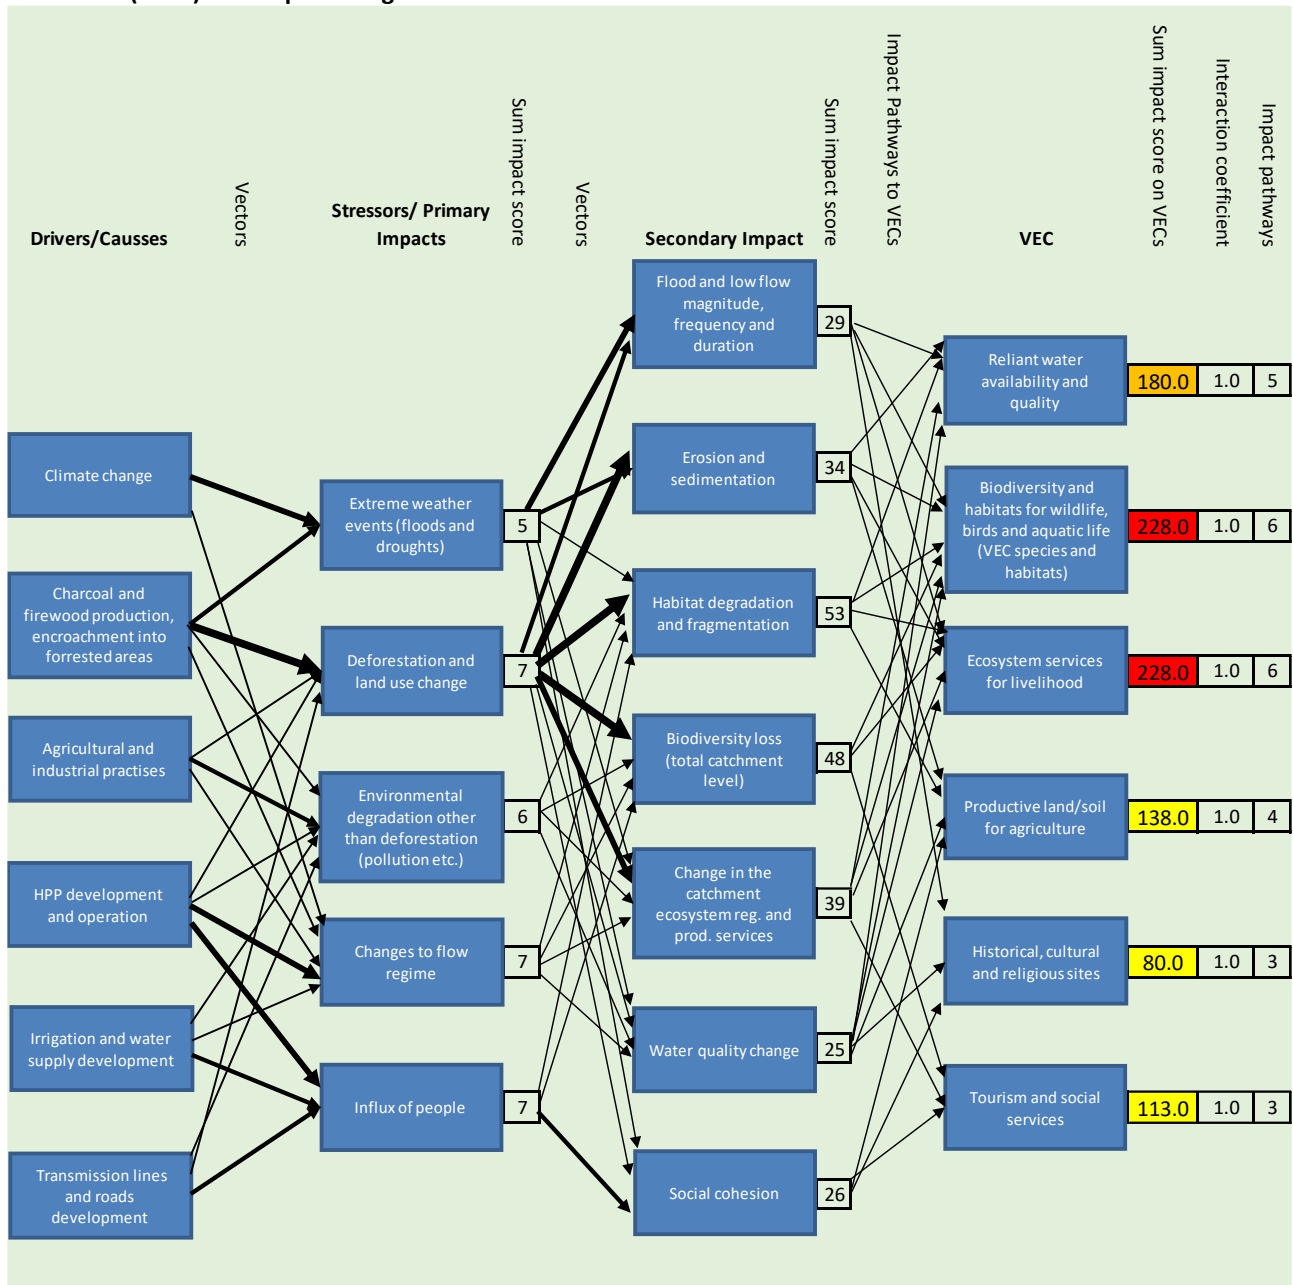 Sum impact score on VECs
Interaction coefficient
Impact pathways
Impact Pathways to VECs
Sum impact score
Sum impact score
Vectors
Vectors
Drivers/Causses
Stressors/ Primary
Impacts
Secondary Impact
VEC
Climate change
Charcoal and
firewood production,
encroachment into
forrested areas
Agricultural and
industrial practises
HPP development
and operation
Irrigation and water
supply development
Transmission lines
and roads
development
Extreme weather
events (floods and
droughts)
5
Deforestation and
land use change
7
Environmental
degradation other
than deforestation
(pollution etc.)
6
Changes to flow
regime
7
Influx of people
7
Flood and low flow
magnitude,
frequency and
duration
29
Erosion and
sedimentation
34
Habitat degradation
and fragmentation
53
Biodiversity loss
(total catchment
level)
48
Change in the
catchment
ecosystem reg. and
prod. services
39
Water quality change
25
Social cohesion
26
Reliant water
availability and
quality
180.0 1.0 5
Biodiversity and
habitats for wildlife,
birds and aquatic life
(VEC species and
habitats)
228.0 1.0 6
Ecosystem services
for livelihood
228.0 1.0 6
Productive land/soil
for agriculture
138.0 1.0 4
Historical, cultural
and religious sites
80.0 1.0 3
Tourism and social
services
113.0 1.0 3